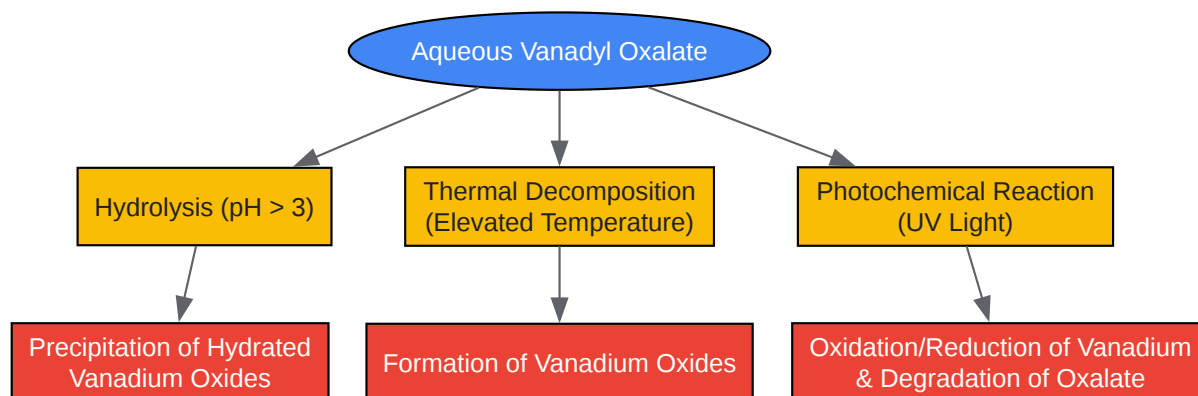 Aqueous Vanadyl Oxalate
Hydrolysis (pH > 3)
Thermal Decomposition
(Elevated Temperature)
Photochemical Reaction
(UV Light)
Precipitation of Hydrated
Vanadium Oxides
Formation of Vanadium Oxides
Oxidation/Reduction of Vanadium
& Degradation of Oxalate